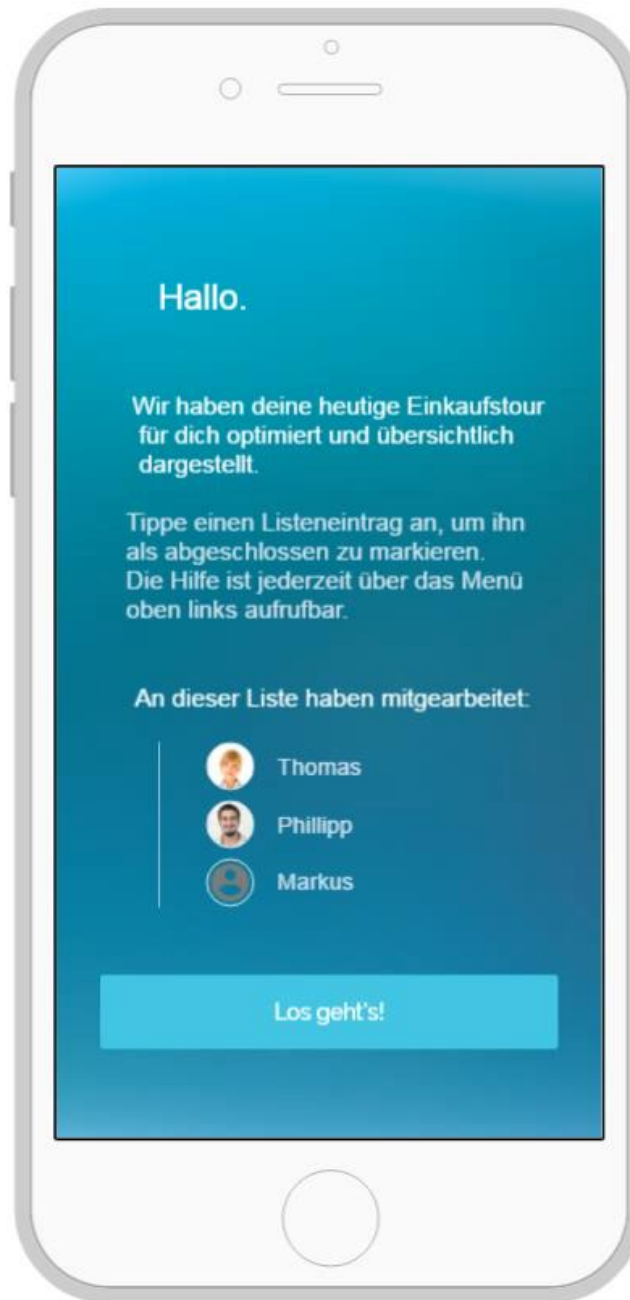 Hallo.
Wir haben deine heutige Einkaufstour
für dich optimiert und übersichtlich
dargestellt.
Tippe einen Listeneintrag an, um ihn
als abgeschlossen zu markieren.
Die Hilfe ist jederzeit über das Menü
oben links aufrufbar.
An dieser Liste haben mitgearbeitet:
Thomas
Phillipp
Markus
Los geht's!